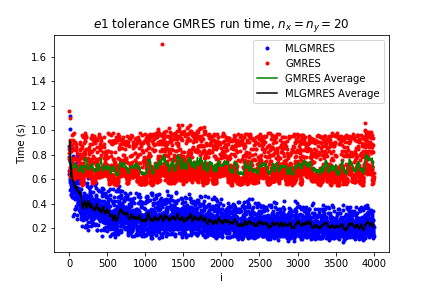 e1 tolerance GMRES run time, nx = ny = 20
MLGMRES
GMRES
GMRES Average
MLGMRES Average
Time (s)
1.6
1.4
1.2
1.0
0.8
0.6
0.4
0.2
0 500 1000 1500 2000 2500 3000 3500 4000
i